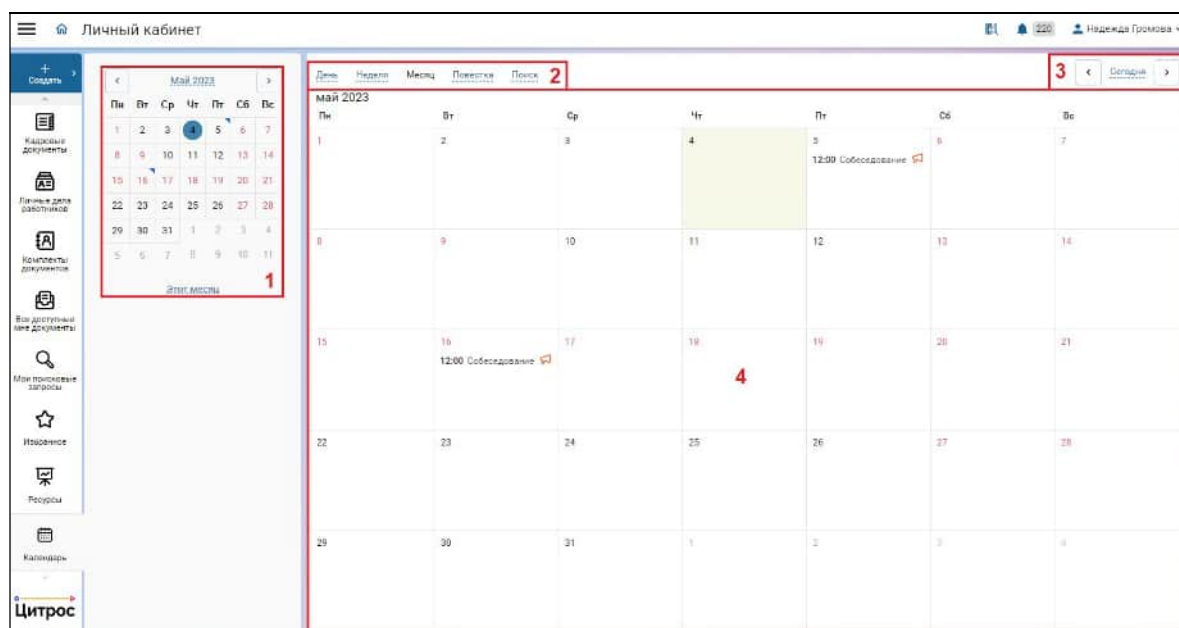 Личный кабинет
220
Надежда Громова
+
Создать
Кадровые
документы
Личные дела
работников
Комплекты
документов
Все доступные
мне документы
Мои поисковые
запросы
Избранное
Ресурсы
Календарь
Цитрос
Май 2023
Пн Вт Ср Чт Пт Сб Вс
1 2 3 4 5 6 7
8 9 10 11 12 13 14
15 16 17 18 19 20 21
22 23 24 25 26 27 28
29 30 31 1 2 3 4
5 6 7 8 9 10 11
Этот месяц
1
День Неделя Месяц Повестка Поиск 2
3 Сегодня
май 2023
Пн Вт Ср Чт Пт Сб Вс
1 2 3 4 5 6 7
12:00 Собеседование
8 9 10 11 12 13 14
15 16 17 18 19 20 21
12:00 Собеседование
4
22 23 24 25 26 27 28
29 30 31 1 2 3 4